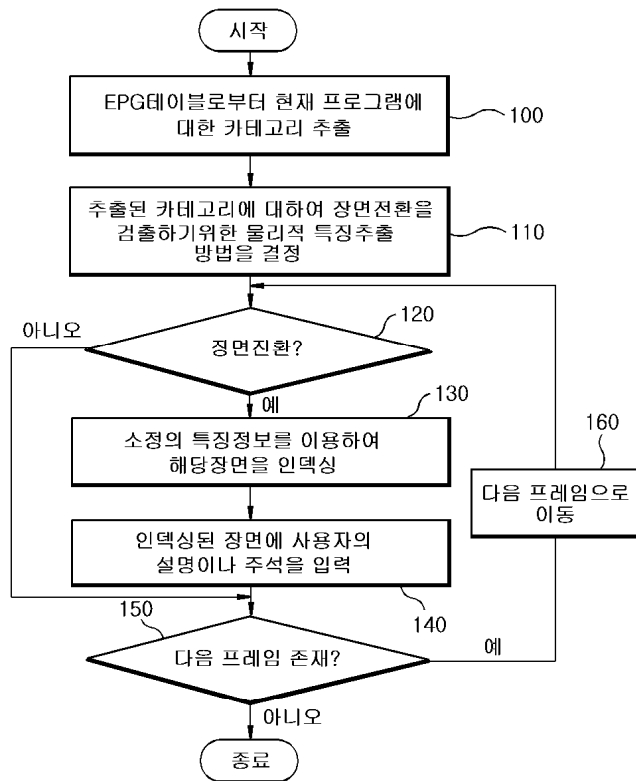 시작
EPG테이블로부터 현재 프로그램에
대한 카테고리 추출
100
추출된 카테고리에 대하여 장면전환을
검출하기위한 물리적 특징추출
방법을 결정
110
아니오
120
장면진환?
예
130
소정의 특징정보를 이용하여
해당장면을 인덱싱
160
다음 프레임으로
이동
인덱싱된 장면에 사용자의
설명이나 주석을 입력
140
150
다음 프레임 존재?
예
아니오
종료